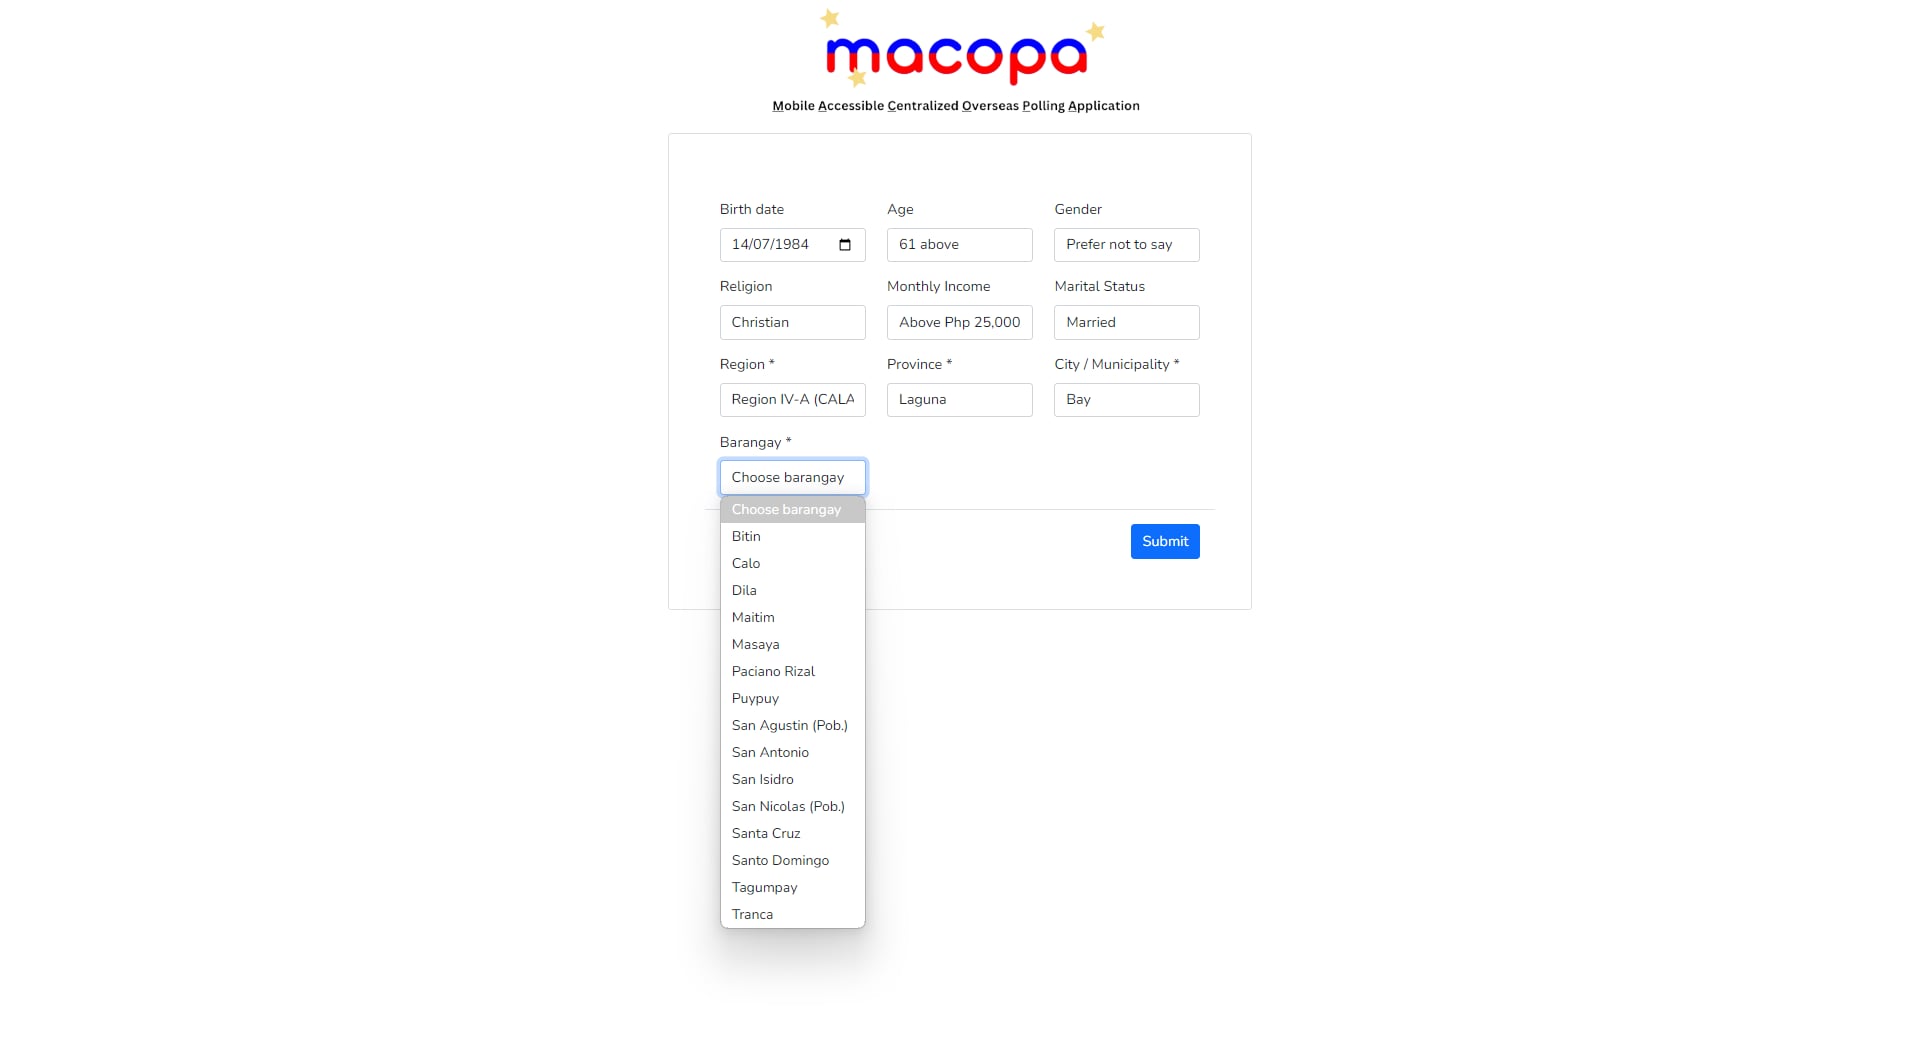 macopa
Mobile Accessible Centralized Overseas Polling Application
Birth date Age Gender
14/07/1984 61 above Prefer not to say
Religion Monthly Income Marital Status
Christian Above Php 25,000 Married
Region * Province * City / Municipality *
Region IV-A (CALA Laguna Bay
Barangay *
Choose barangay
Choose barangay
Bitin
Submit
Calo
Dila
Maitim
Masaya
Paciano Rizal
Puypuy
San Agustin (Pob.)
San Antonio
San Isidro
San Nicolas (Pob.)
Santa Cruz
Santo Domingo
Tagumpay
Tranca